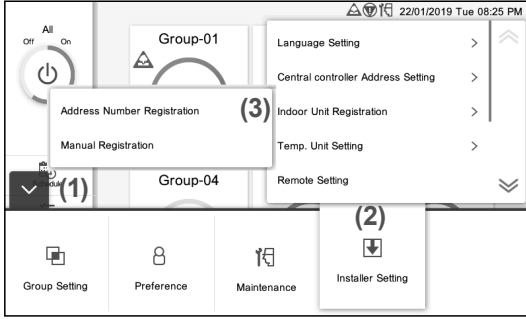 22/01/2019 Tue 08:25 PM
All
Off
On
Group-01
Language Setting
Central controller Address Setting
(3)
Indoor Unit Registration
Temp. Unit Setting
Remote Setting
Address Number Registration
Manual Registration
(1)
Group-04
(2)
Group Setting
Preference
Maintenance
Installer Setting